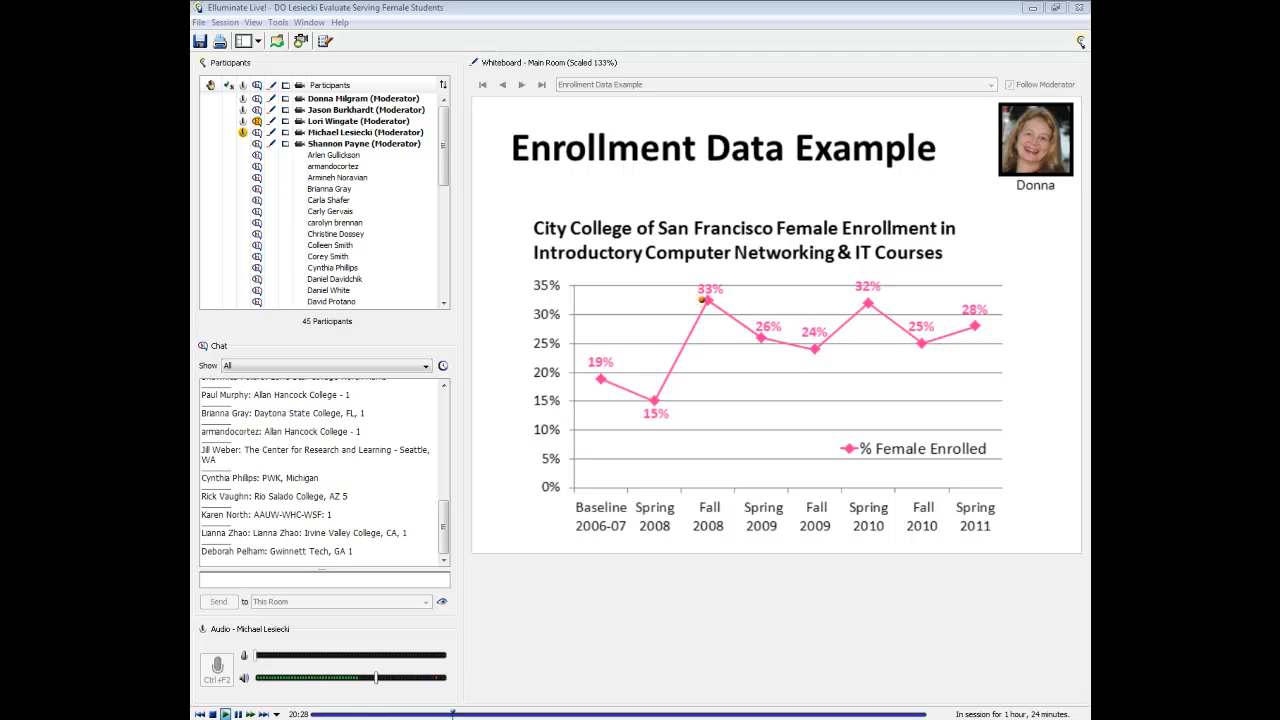 Elluminate Live! - DO Lesiecki Evaluate Serving Female Students
File Session View Tools Window Help
Participants
Participants
Donna Milgram (Moderator)
Jason Burkhardt (Moderator)
Lori Wingate (Moderator)
Michael Lesiecki (Moderator)
Shannon Payne (Moderator)
Arlen Gullickson
armandocortez
Armineh Noravian
Brianna Gray
Carla Shafer
Carly Gervais
carolyn brennan
Christine Dossey
Colleen Smith
Corey Smith
Cynthia Phillips
Daniel Davidchik
Daniel White
David Protano
45 Participants
Chat
Show All
Paul Murphy: Allan Hancock College - 1
Brianna Gray: Daytona State College, FL, 1
armandocortez: Allan Hancock College - 1
Jill Weber: The Center for Research and Learning - Seattle,
WA
Cynthia Phillips: PWK, Michigan
Rick Vaughn: Rio Salado College, AZ 5
Karen North: AAUW-WHC-WSF: 1
Lianna Zhao: Lianna Zhao: Irvine Valley College, CA, 1
Deborah Pelham: Gwinnett Tech, GA 1
Send to This Room
Audio - Michael Lesiecki
Ctrl+F2
Whiteboard - Main Room (Scaled 133%)
Enrollment Data Example
Follow Moderator
Enrollment Data Example
Donna
City College of San Francisco Female Enrollment in
Introductory Computer Networking & IT Courses
35%
30%
25%
20%
15%
10%
5%
0%
19%
15%
33%
26%
24%
32%
25%
28%
% Female Enrolled
Baseline 2006-07
Spring 2008
Fall 2008
Spring 2009
Fall 2009
Spring 2010
Fall 2010
Spring 2011
20:28
In session for 1 hour, 24 minutes.